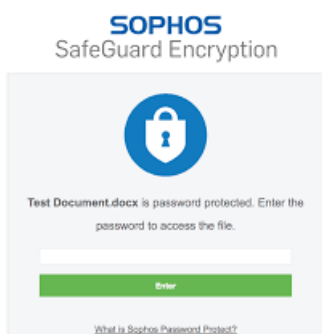 SOPHOS
SafeGuard Encryption
Test Document.docx is password protected. Enter the
password to access the file.
Enter
What is Sophos Password Protect?